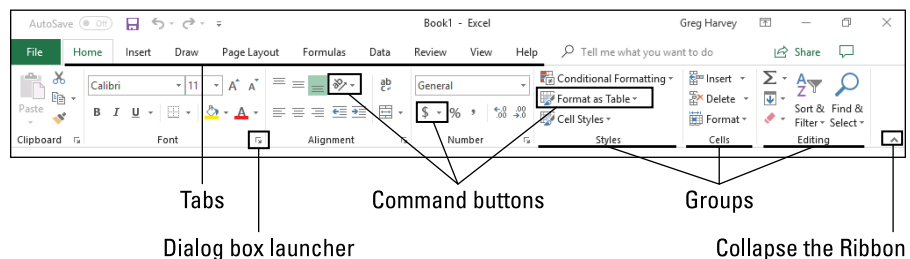 AutoSave Off Book1 - Excel Greg Harvey
File Home Insert Draw Page Layout Formulas Data Review View Help Tell me what you want to do Share
Calibri 11 A A ab General Conditional Formatting Insert Σ A Z
Paste B I U A $ % , Format as Table Delete Sort & Find &
Cell Styles Format Filter Select
Clipboard Font Alignment Number Styles Cells Editing
Tabs Command buttons Groups
Dialog box launcher Collapse the Ribbon